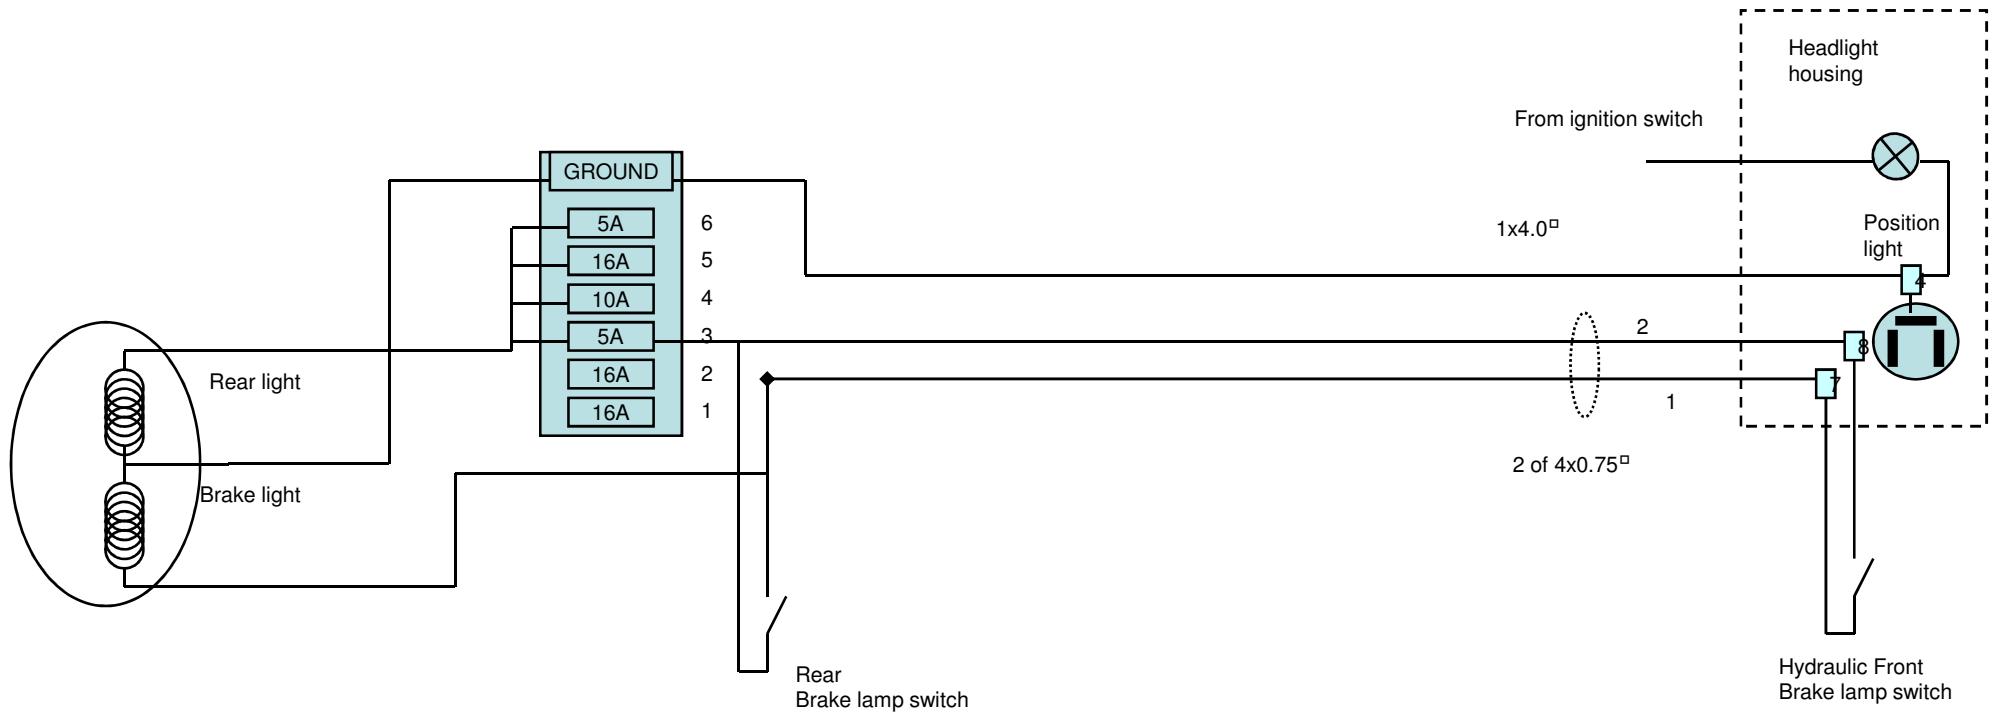 Headlight
housing
From ignition switch
GROUND
5A 6
16A 5
10A 4
5A 3
16A 2
16A 1
1x4.0□
Position
light
4
2
8
7
1
Rear light
Brake light
2 of 4x0.75□
Rear
Brake lamp switch
Hydraulic Front
Brake lamp switch